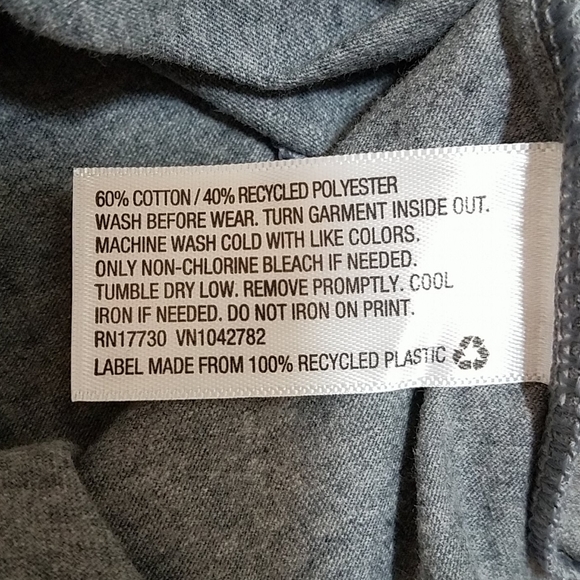 60% COTTON / 40% RECYCLED POLYESTER
WASH BEFORE WEAR. TURN GARMENT INSIDE OUT.
MACHINE WASH COLD WITH LIKE COLORS.
ONLY NON-CHLORINE BLEACH IF NEEDED.
TUMBLE DRY LOW. REMOVE PROMPTLY. COOL
IRON IF NEEDED. DO NOT IRON ON PRINT.
RN17730 VN1042782
LABEL MADE FROM 100% RECYCLED PLASTIC